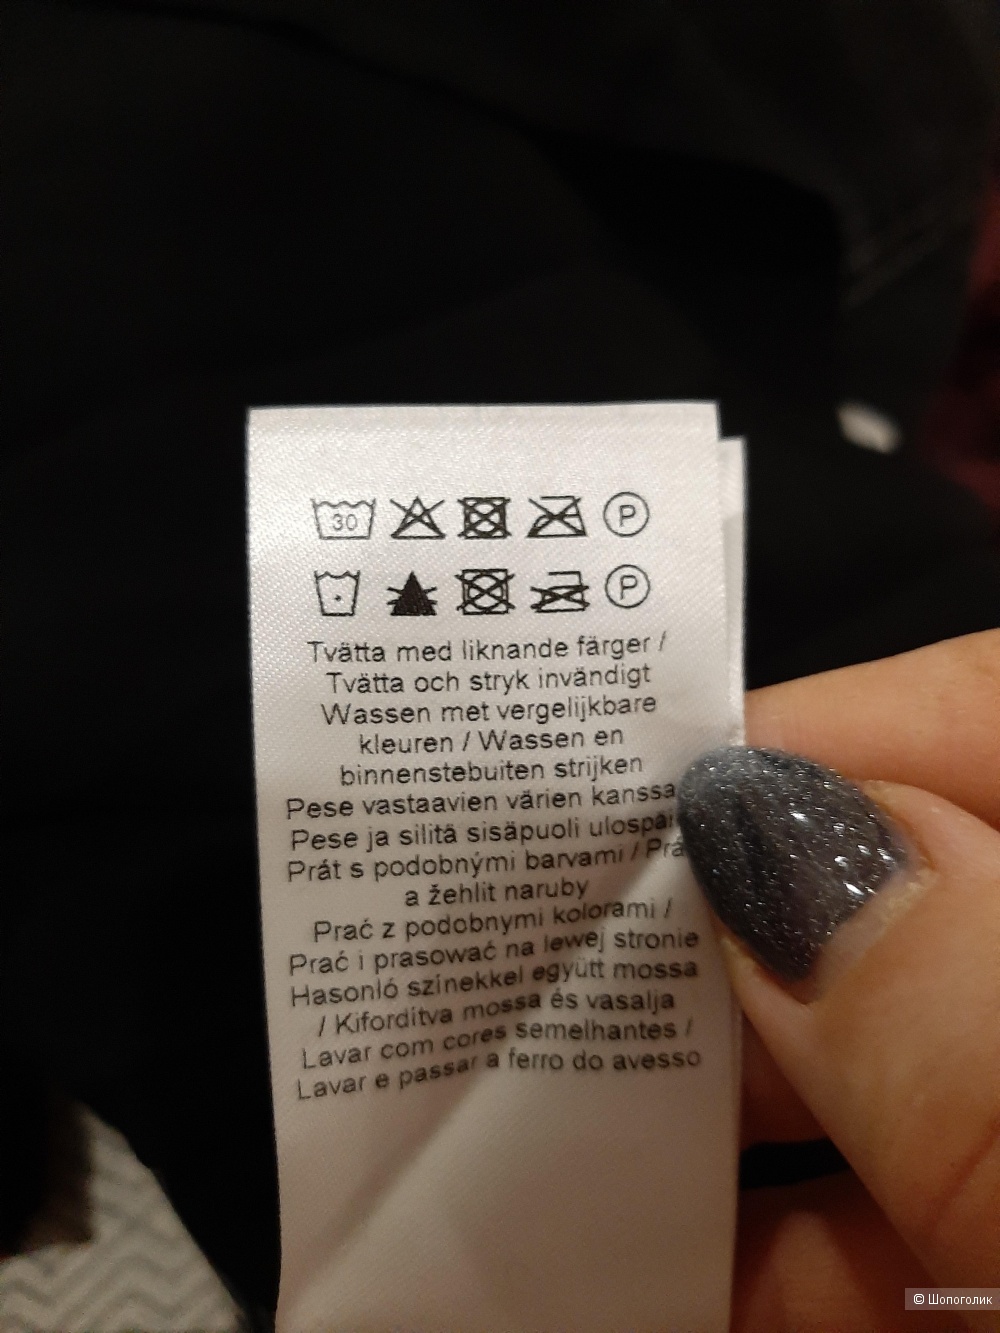 30 P
P
Tvätta med liknande färger /
Tvätta och stryk invändigt
Wassen met vergelijkbare
kleuren / Wassen en
binnenstebuiten strijken
Pese vastaavien värien kanssa
Pese ja silitä sisäpuoli
Prát s podobnými barvami /
a žehlit naruby
Prać z podobnymi kolorami /
Prać i prasować na lewej stronie
Hasonló színekkel együtt mossa
/ Kifordítva mossa és vasalja
Lavar com cores semelhantes /
Lavar e passar a ferro do avesso
© Шопоголик